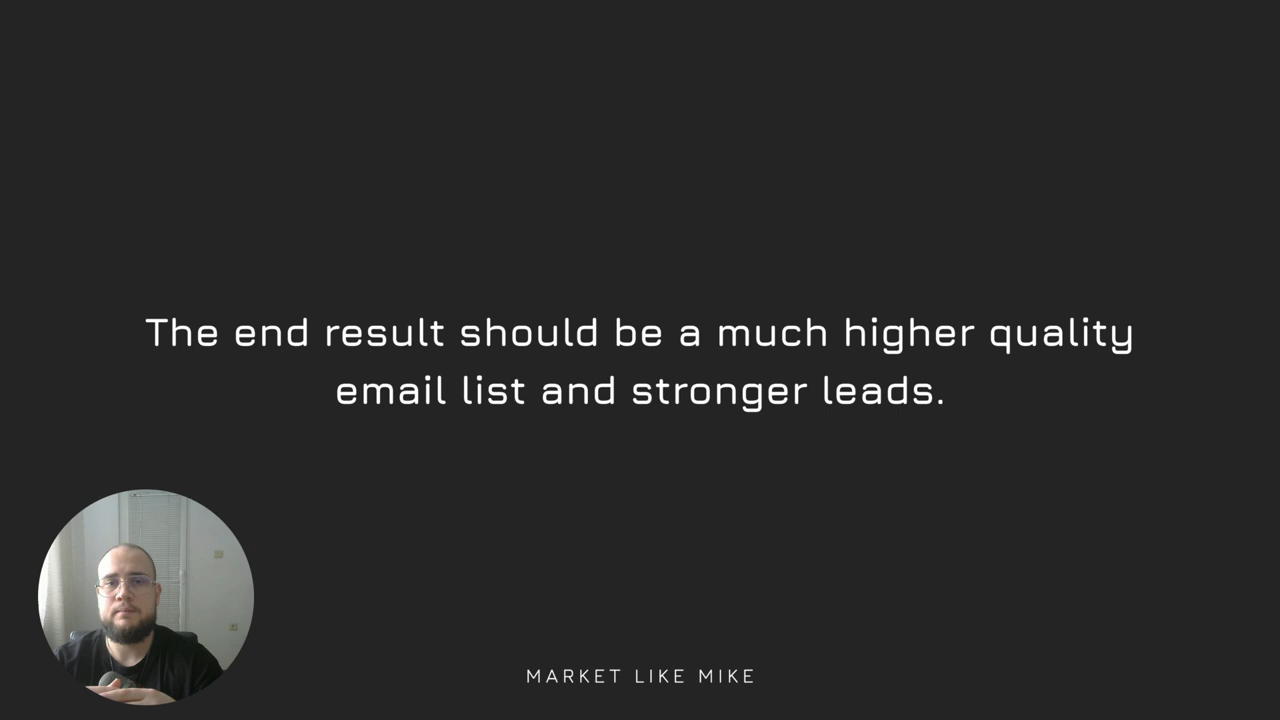 The end result should be a much higher quality
email list and stronger leads.
MARKET LIKE MIKE